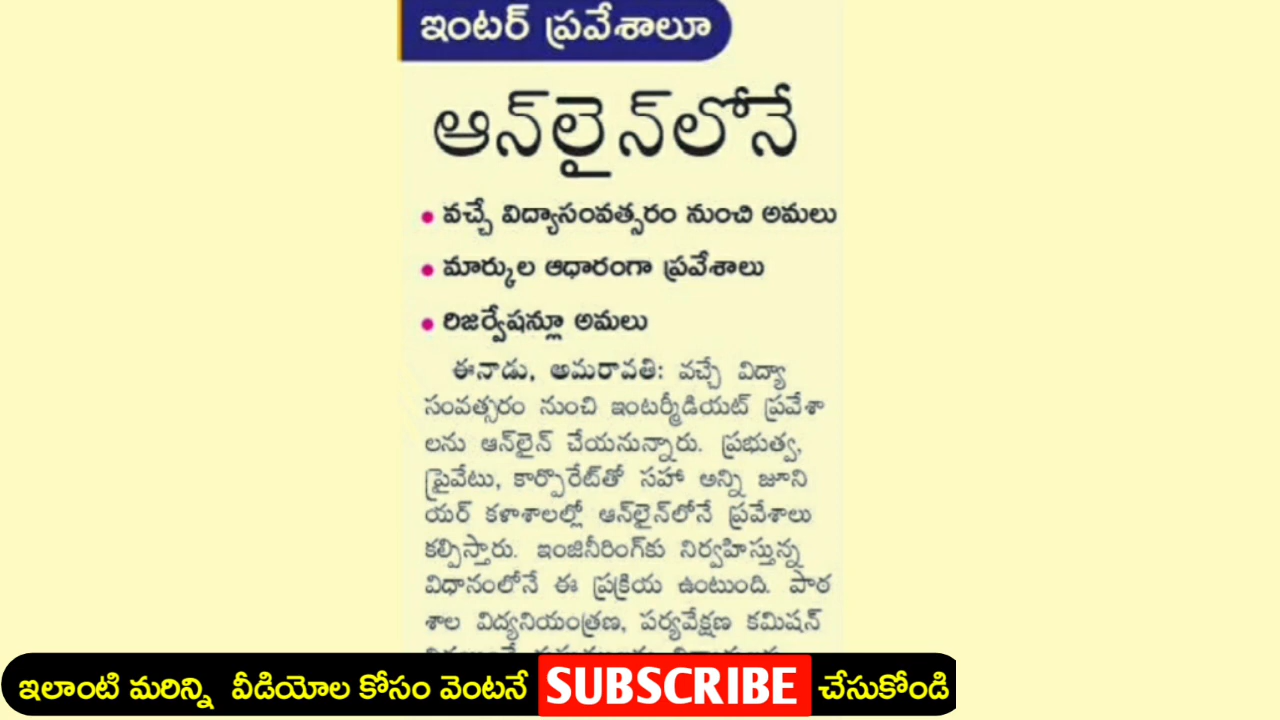 ఇంటర్ ప్రవేశాలూ
ఆన్‌లైన్‌లోనే
• వచ్చే విద్యాసంవత్సరం నుంచి అమలు
• మార్కుల ఆధారంగా ప్రవేశాలు
• రిజర్వేషన్లూ అమలు
ఈనాడు, అమరావతి: వచ్చే విద్యా
సంవత్సరం నుంచి ఇంటర్మీడియట్ ప్రవేశా
లను ఆన్‌లైన్ చేయనున్నారు. ప్రభుత్వ,
ప్రైవేటు, కార్పొరేట్‌తో సహా అన్ని జూని
యర్ కళాశాలల్లో ఆన్‌లైన్‌లోనే ప్రవేశాలు
కల్పిస్తారు. ఇంజినీరింగ్‌కు నిర్వహిస్తున్న
విధానంలోనే ఈ ప్రక్రియ ఉంటుంది. పాఠ
శాల విద్యనియంత్రణ, పర్యవేక్షణ కమిషన్
ఇలాంటి మరిన్ని వీడియోల కోసం వెంటనే SUBSCRIBE చేసుకోండి